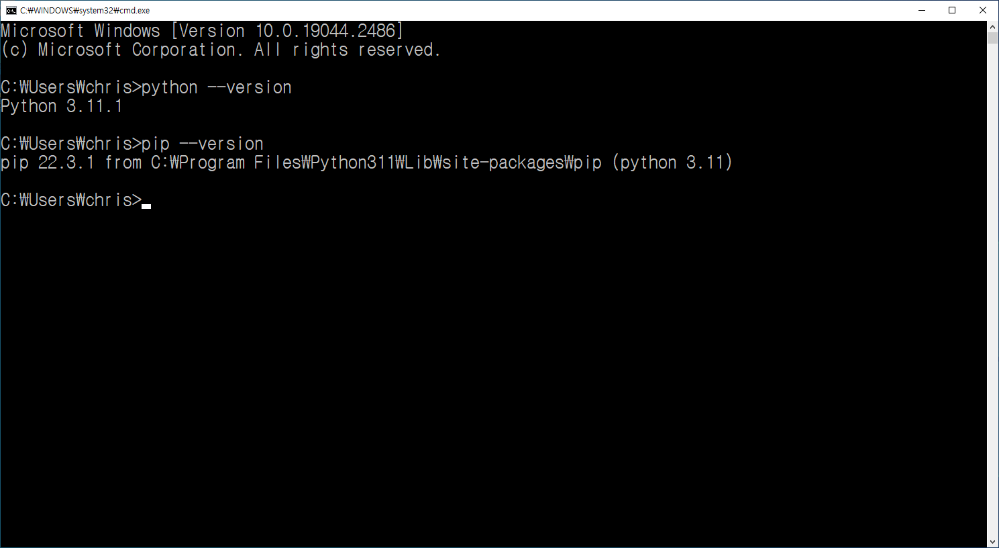 C:₩WINDOWS₩system32₩cmd.exe
Microsoft Windows [Version 10.0.19044.2486]
(c) Microsoft Corporation. All rights reserved.
C:₩Users₩chris>python --version
Python 3.11.1
C:₩Users₩chris>pip --version
pip 22.3.1 from C:₩Program Files₩Python311₩Lib₩site-packages₩pip (python 3.11)
C:₩Users₩chris>